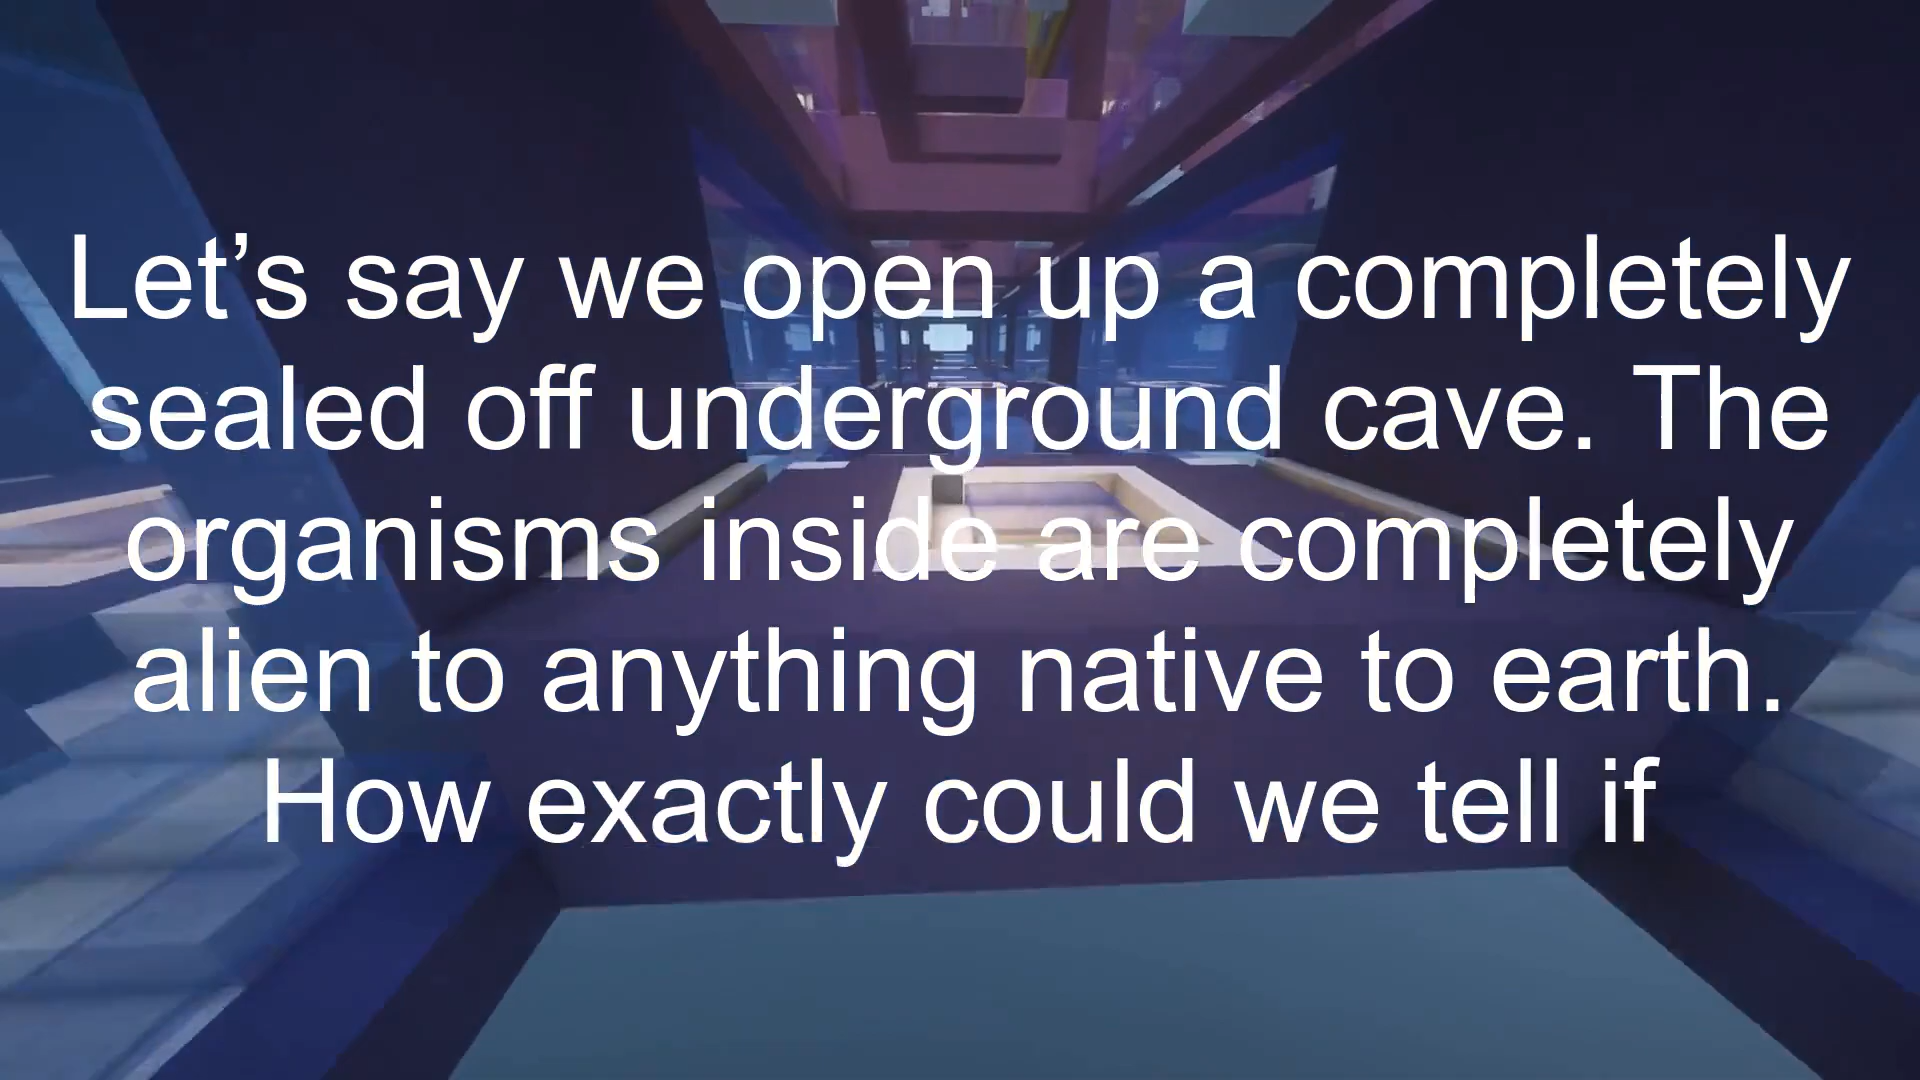 Let’s say we open up a completely
sealed off underground cave. The
organisms inside are completely
alien to anything native to earth.
How exactly could we tell if